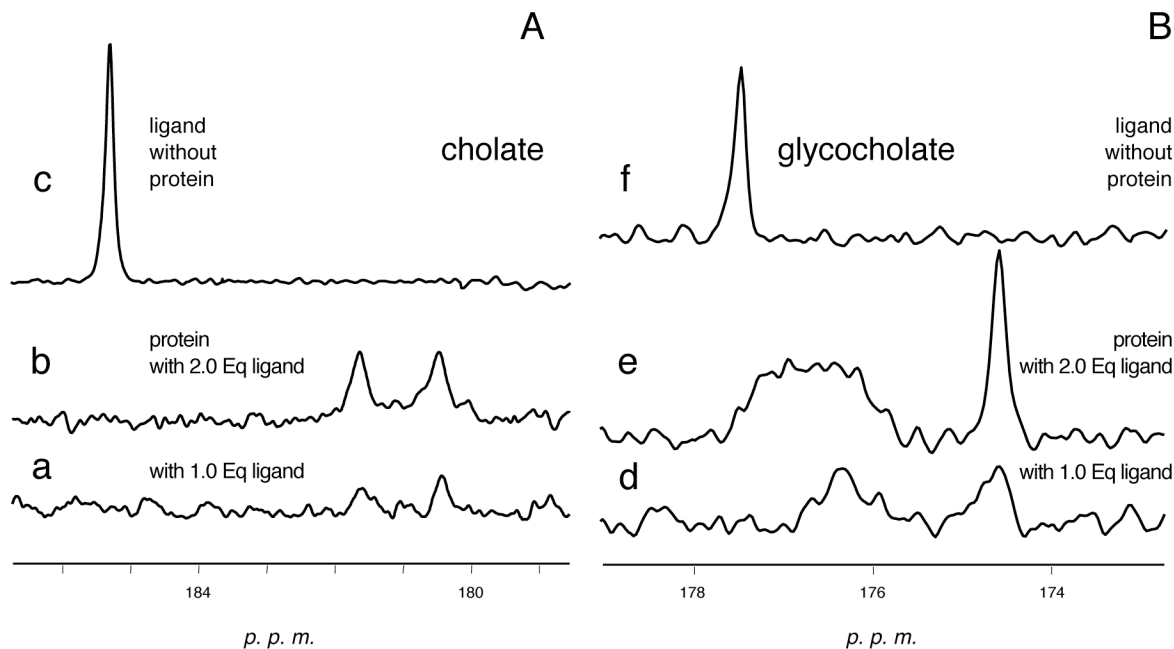 A
ligand
without
protein
cholate
c
protein
with 2.0 Eq ligand
b
with 1.0 Eq ligand
a
184
180
p. p. m.
B
ligand
without
protein
glycocholate
f
protein
with 2.0 Eq ligand
e
with 1.0 Eq ligand
d
178
176
174
p. p. m.